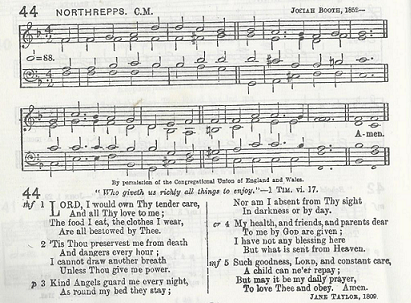 44 NORTHREPPS. C.M. JOCIAH BOOTH, 1852–
=88.
A-men.
By permission of the Congregational Union of England and Wales.
44
"Who giveth us richly all things to enjoy."—1 TIM. vi. 17.
mf 1 LORD, I would own Thy tender care,
And all Thy love to me;
The food I eat, the clothes I wear,
Are all bestowed by Thee.
2 'Tis Thou preservest me from death
And dangers every hour;
I cannot draw another breath
Unless Thou give me power.
p 3 Kind Angels guard me every night,
As round my bed they stay;
Nor am I absent from Thy sight
In darkness or by day.
cr 4 My health, and friends, and parents dear
To me by God are given;
I have not any blessing here
But what is sent from Heaven.
mf 5 Such goodness, LORD, and constant care,
A child can ne'er repay;
But may it be my daily prayer,
To love Thee and obey. Amen.
JANE TAYLOR, 1809.